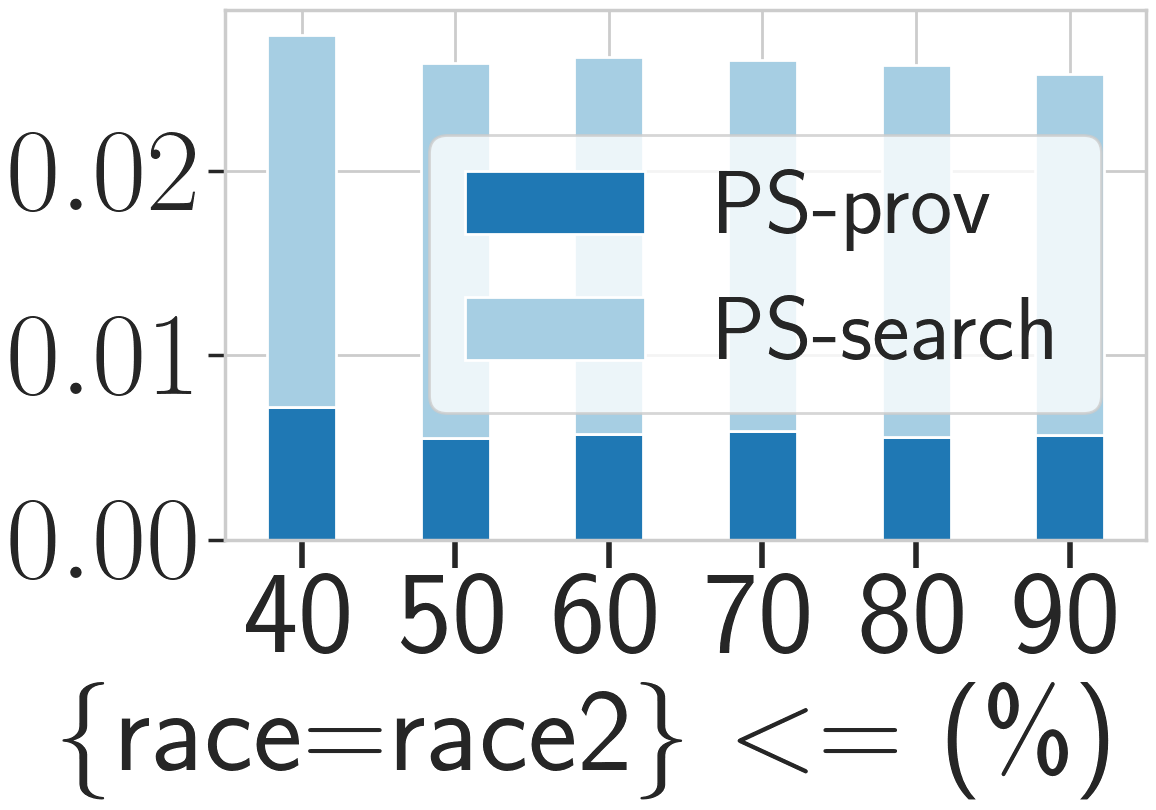 0.02
0.01
0.00
PS-prov
PS-search
40 50 60 70 80 90
{race=race2} <= (%)